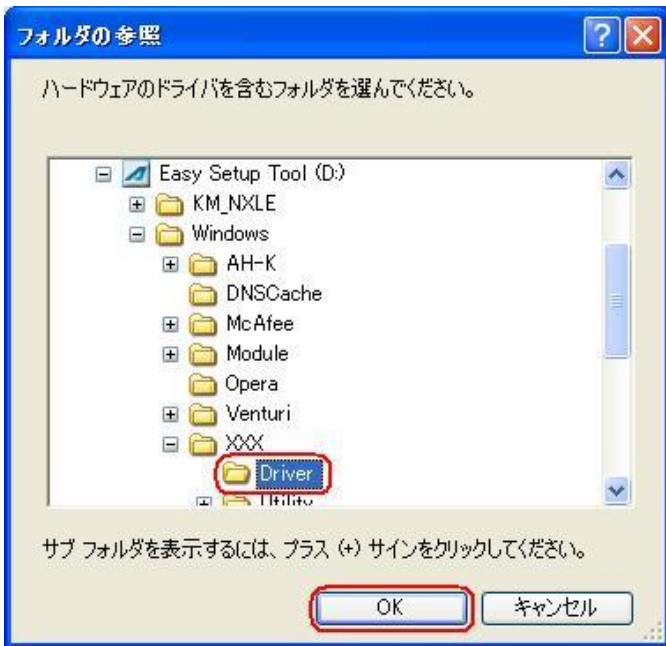 フォルダの参照
ハードウェアのドライバを含むフォルダを選んでください。
Easy Setup Tool (D:)
KM_NXLE
Windows
AH-K
DNSCache
McAfee
Module
Opera
Venturi
XXX
Driver
Utility
サブ フォルダを表示するには、プラス (+) サインをクリックしてください。
OK
キャンセル